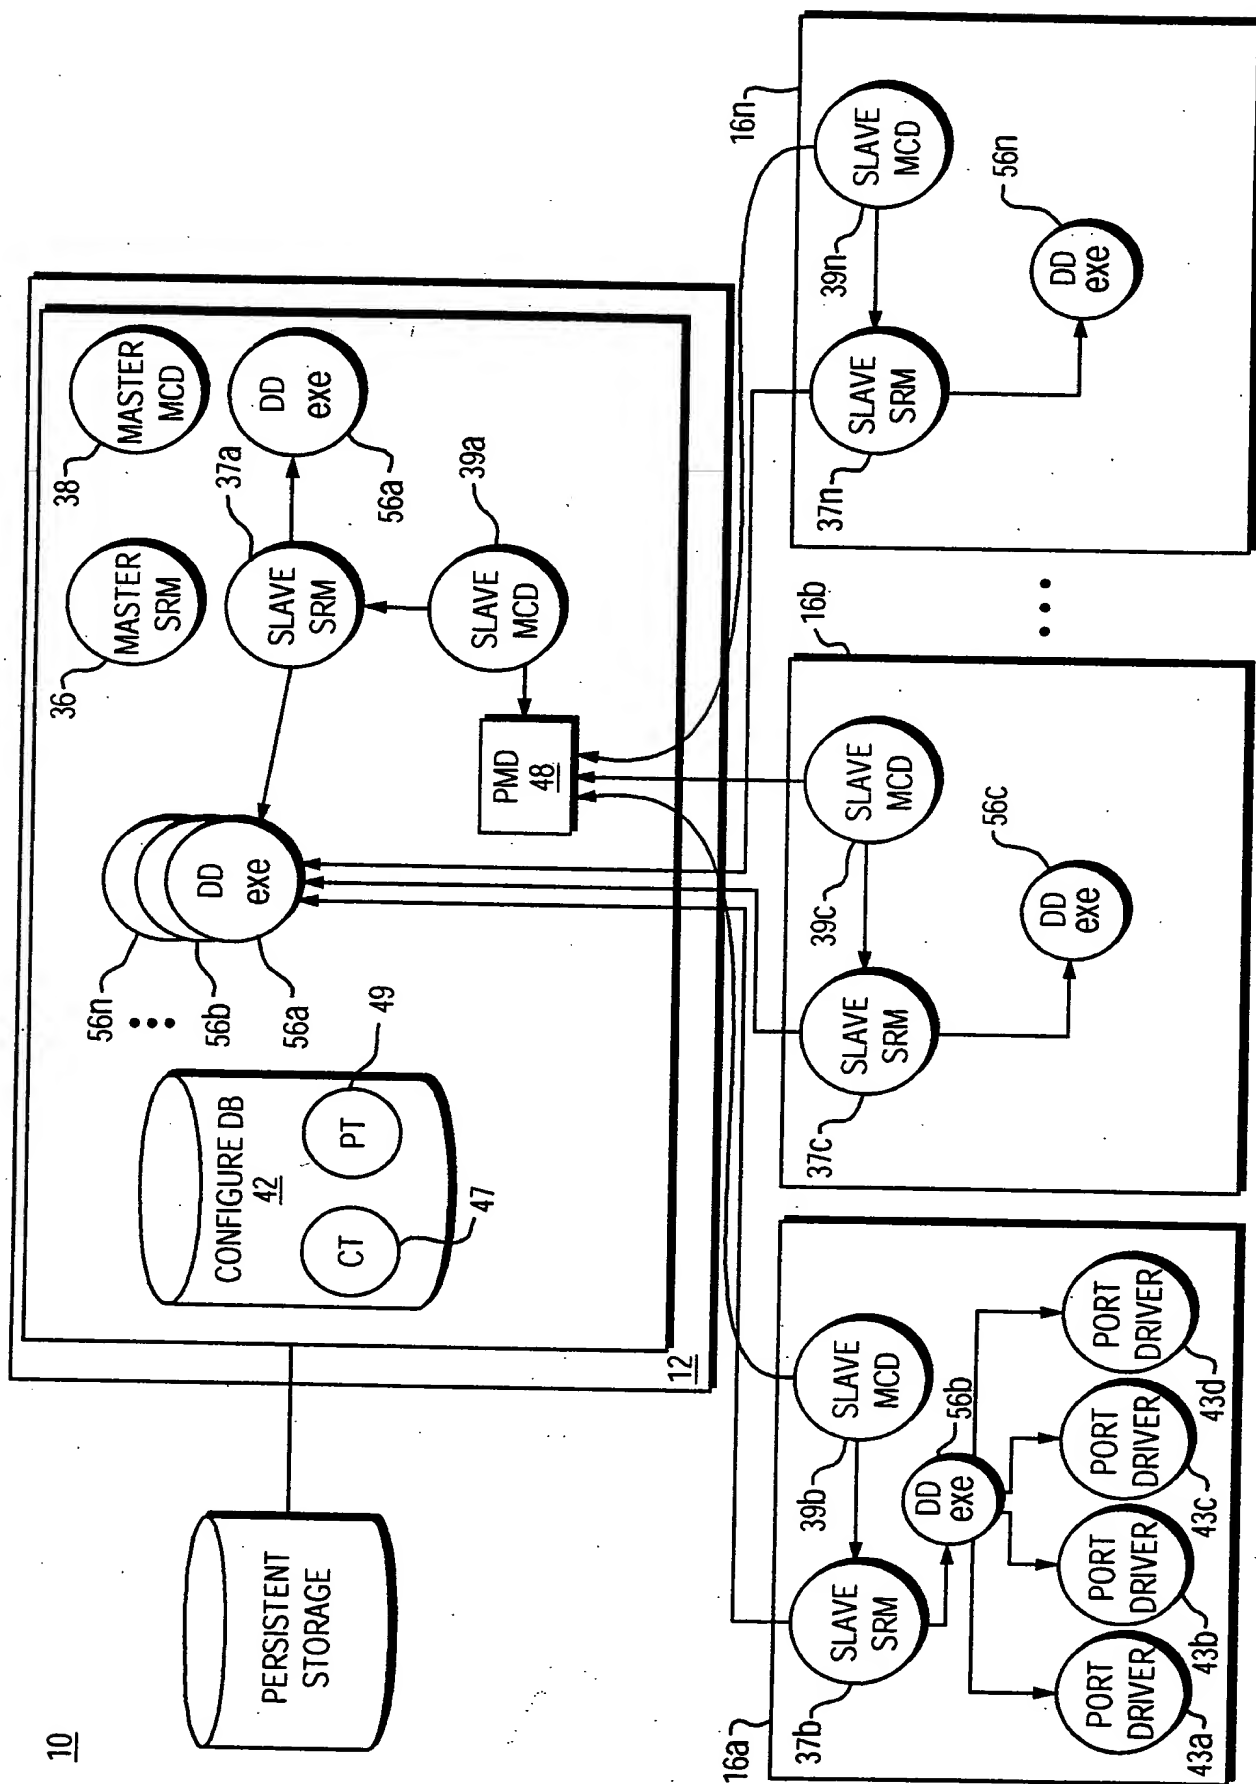 10
PERSISTENT
STORAGE
12
CONFIGURE DB
42
CT
PT
47
49
56n
56b
56a
DD
exe
36
MASTER
SRM
38
MASTER
MCD
37a
SLAVE
SRM
DD
exe
56a
39a
SLAVE
MCD
PMD
48
16a
37b
SLAVE
SRM
39b
SLAVE
MCD
DD
exe
56b
PORT
DRIVER
43a
PORT
DRIVER
43b
PORT
DRIVER
43c
PORT
DRIVER
43d
16b
37c
SLAVE
SRM
39c
SLAVE
MCD
DD
exe
56c
16n
37n
SLAVE
SRM
39n
SLAVE
MCD
DD
exe
56n